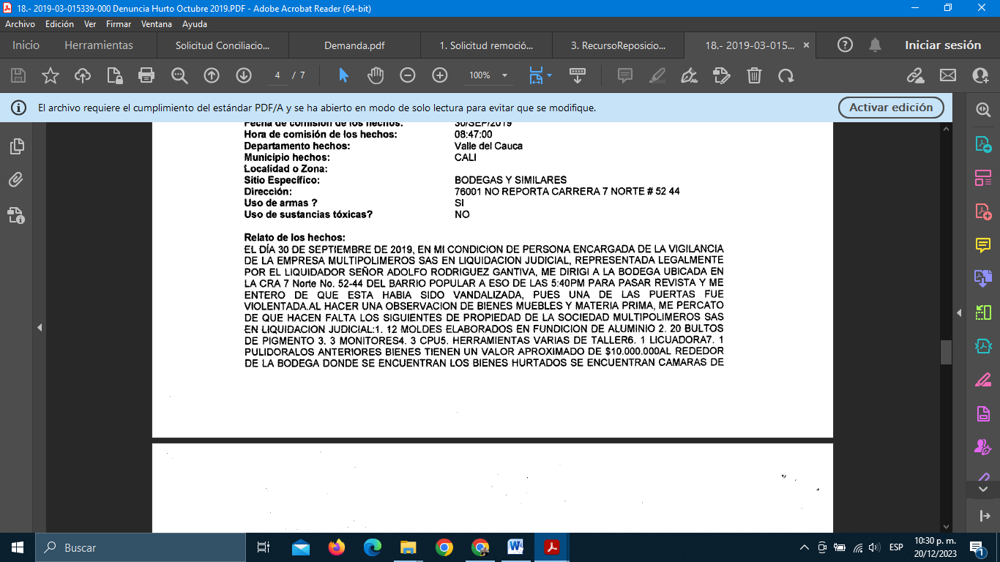 18.- 2019-03-015339-000 Denuncia Hurto Octubre 2019.PDF - Adobe Acrobat Reader (64-bit)
Archivo Edición Ver Firmar Ventana Ayuda
Inicio Herramientas Solicitud Conciliacio... Demanda.pdf 1. Solicitud remoció... 3. RecursoReposicio... 18.- 2019-03-015... × Iniciar sesión
4 / 7 100%
El archivo requiere el cumplimiento del estándar PDF/A y se ha abierto en modo de solo lectura para evitar que se modifique. Activar edición
Fecha de comisión de los hechos: 30/SEP/2019
Hora de comisión de los hechos: 08:47:00
Departamento hechos: Valle del Cauca
Municipio hechos: CALI
Localidad o Zona:
Sitio Específico: BODEGAS Y SIMILARES
Dirección: 76001 NO REPORTA CARRERA 7 NORTE # 52 44
Uso de armas ? SI
Uso de sustancias tóxicas? NO
Relato de los hechos:
EL DÍA 30 DE SEPTIEMBRE DE 2019, EN MI CONDICION DE PERSONA ENCARGADA DE LA VIGILANCIA
DE LA EMPRESA MULTIPOLIMEROS SAS EN LIQUIDACION JUDICIAL, REPRESENTADA LEGALMENTE
POR EL LIQUIDADOR SEÑOR ADOLFO RODRIGUEZ GANTIVA, ME DIRIGI A LA BODEGA UBICADA EN
LA CRA 7 Norte No. 52-44 DEL BARRIO POPULAR A ESO DE LAS 5:40PM PARA PASAR REVISTA Y ME
ENTERO DE QUE ESTA HABIA SIDO VANDALIZADA, PUES UNA DE LAS PUERTAS FUE
VIOLENTADA.AL HACER UNA OBSERVACION DE BIENES MUEBLES Y MATERIA PRIMA, ME PERCATO
DE QUE HACEN FALTA LOS SIGUIENTES DE PROPIEDAD DE LA SOCIEDAD MULTIPOLIMEROS SAS
EN LIQUIDACION JUDICIAL:1. 12 MOLDES ELABORADOS EN FUNDICION DE ALUMINIO 2. 20 BULTOS
DE PIGMENTO 3. 3 MONITORES4. 3 CPU5. HERRAMIENTAS VARIAS DE TALLER6. 1 LICUADORA7. 1
PULIDORALOS ANTERIORES BIENES TIENEN UN VALOR APROXIMADO DE $10.000.000AL REDEDOR
DE LA BODEGA DONDE SE ENCUENTRAN LOS BIENES HURTADOS SE ENCUENTRAN CAMARAS DE
Buscar
ESP
10:30 p. m.
20/12/2023
1